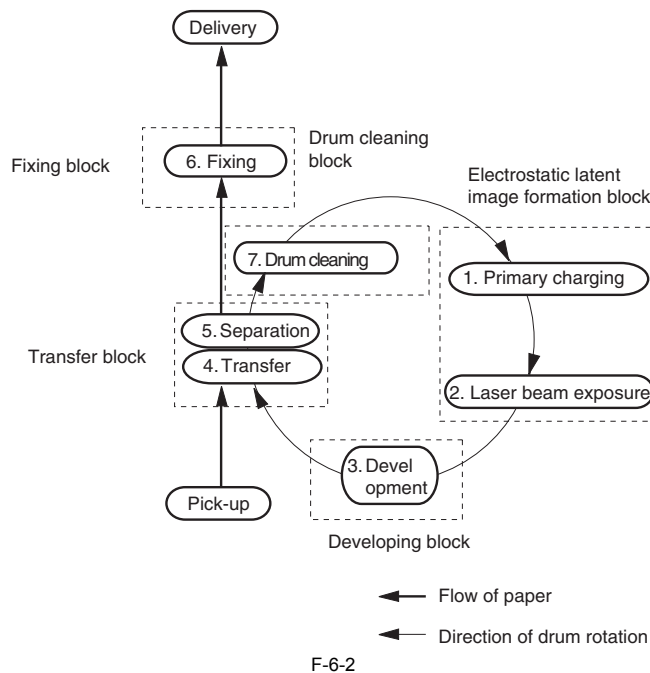 Delivery
Drum cleaning
block
Fixing block
6. Fixing
Electrostatic latent
image formation block
7. Drum cleaning
1. Primary charging
5. Separation
Transfer block
4. Transfer
2. Laser beam exposure
3. Devel
opment
Pick-up
Developing block
Flow of paper
Direction of drum rotation
F-6-2